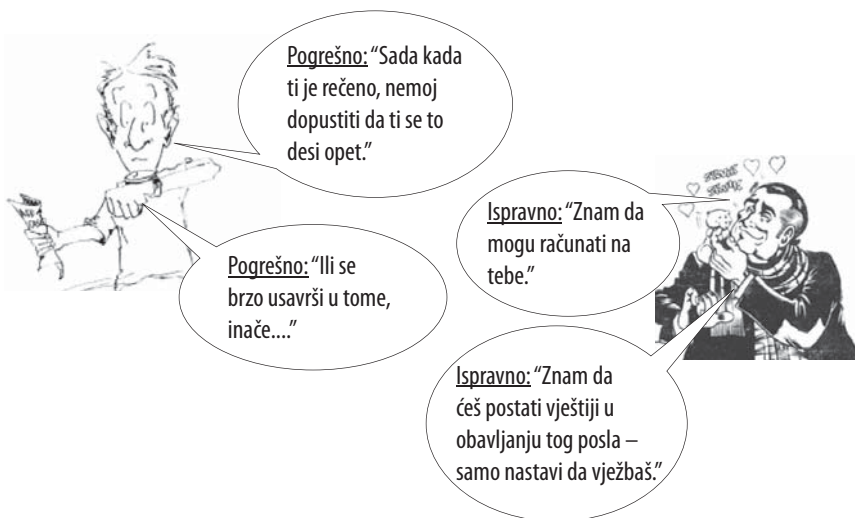 Pogrešno: “Sada kada
ti je rečeno, nemoj
dopustiti da ti se to
desi opet.”
Pogrešno: “Ili se
brzo usavrši u tome,
inače....”
Ispravno: “Znam da
mogu računati na
tebe.”
Ispravno: “Znam da
ćeš postati vještiji u
obavljanju tog posla –
samo nastavi da vježbaš.”